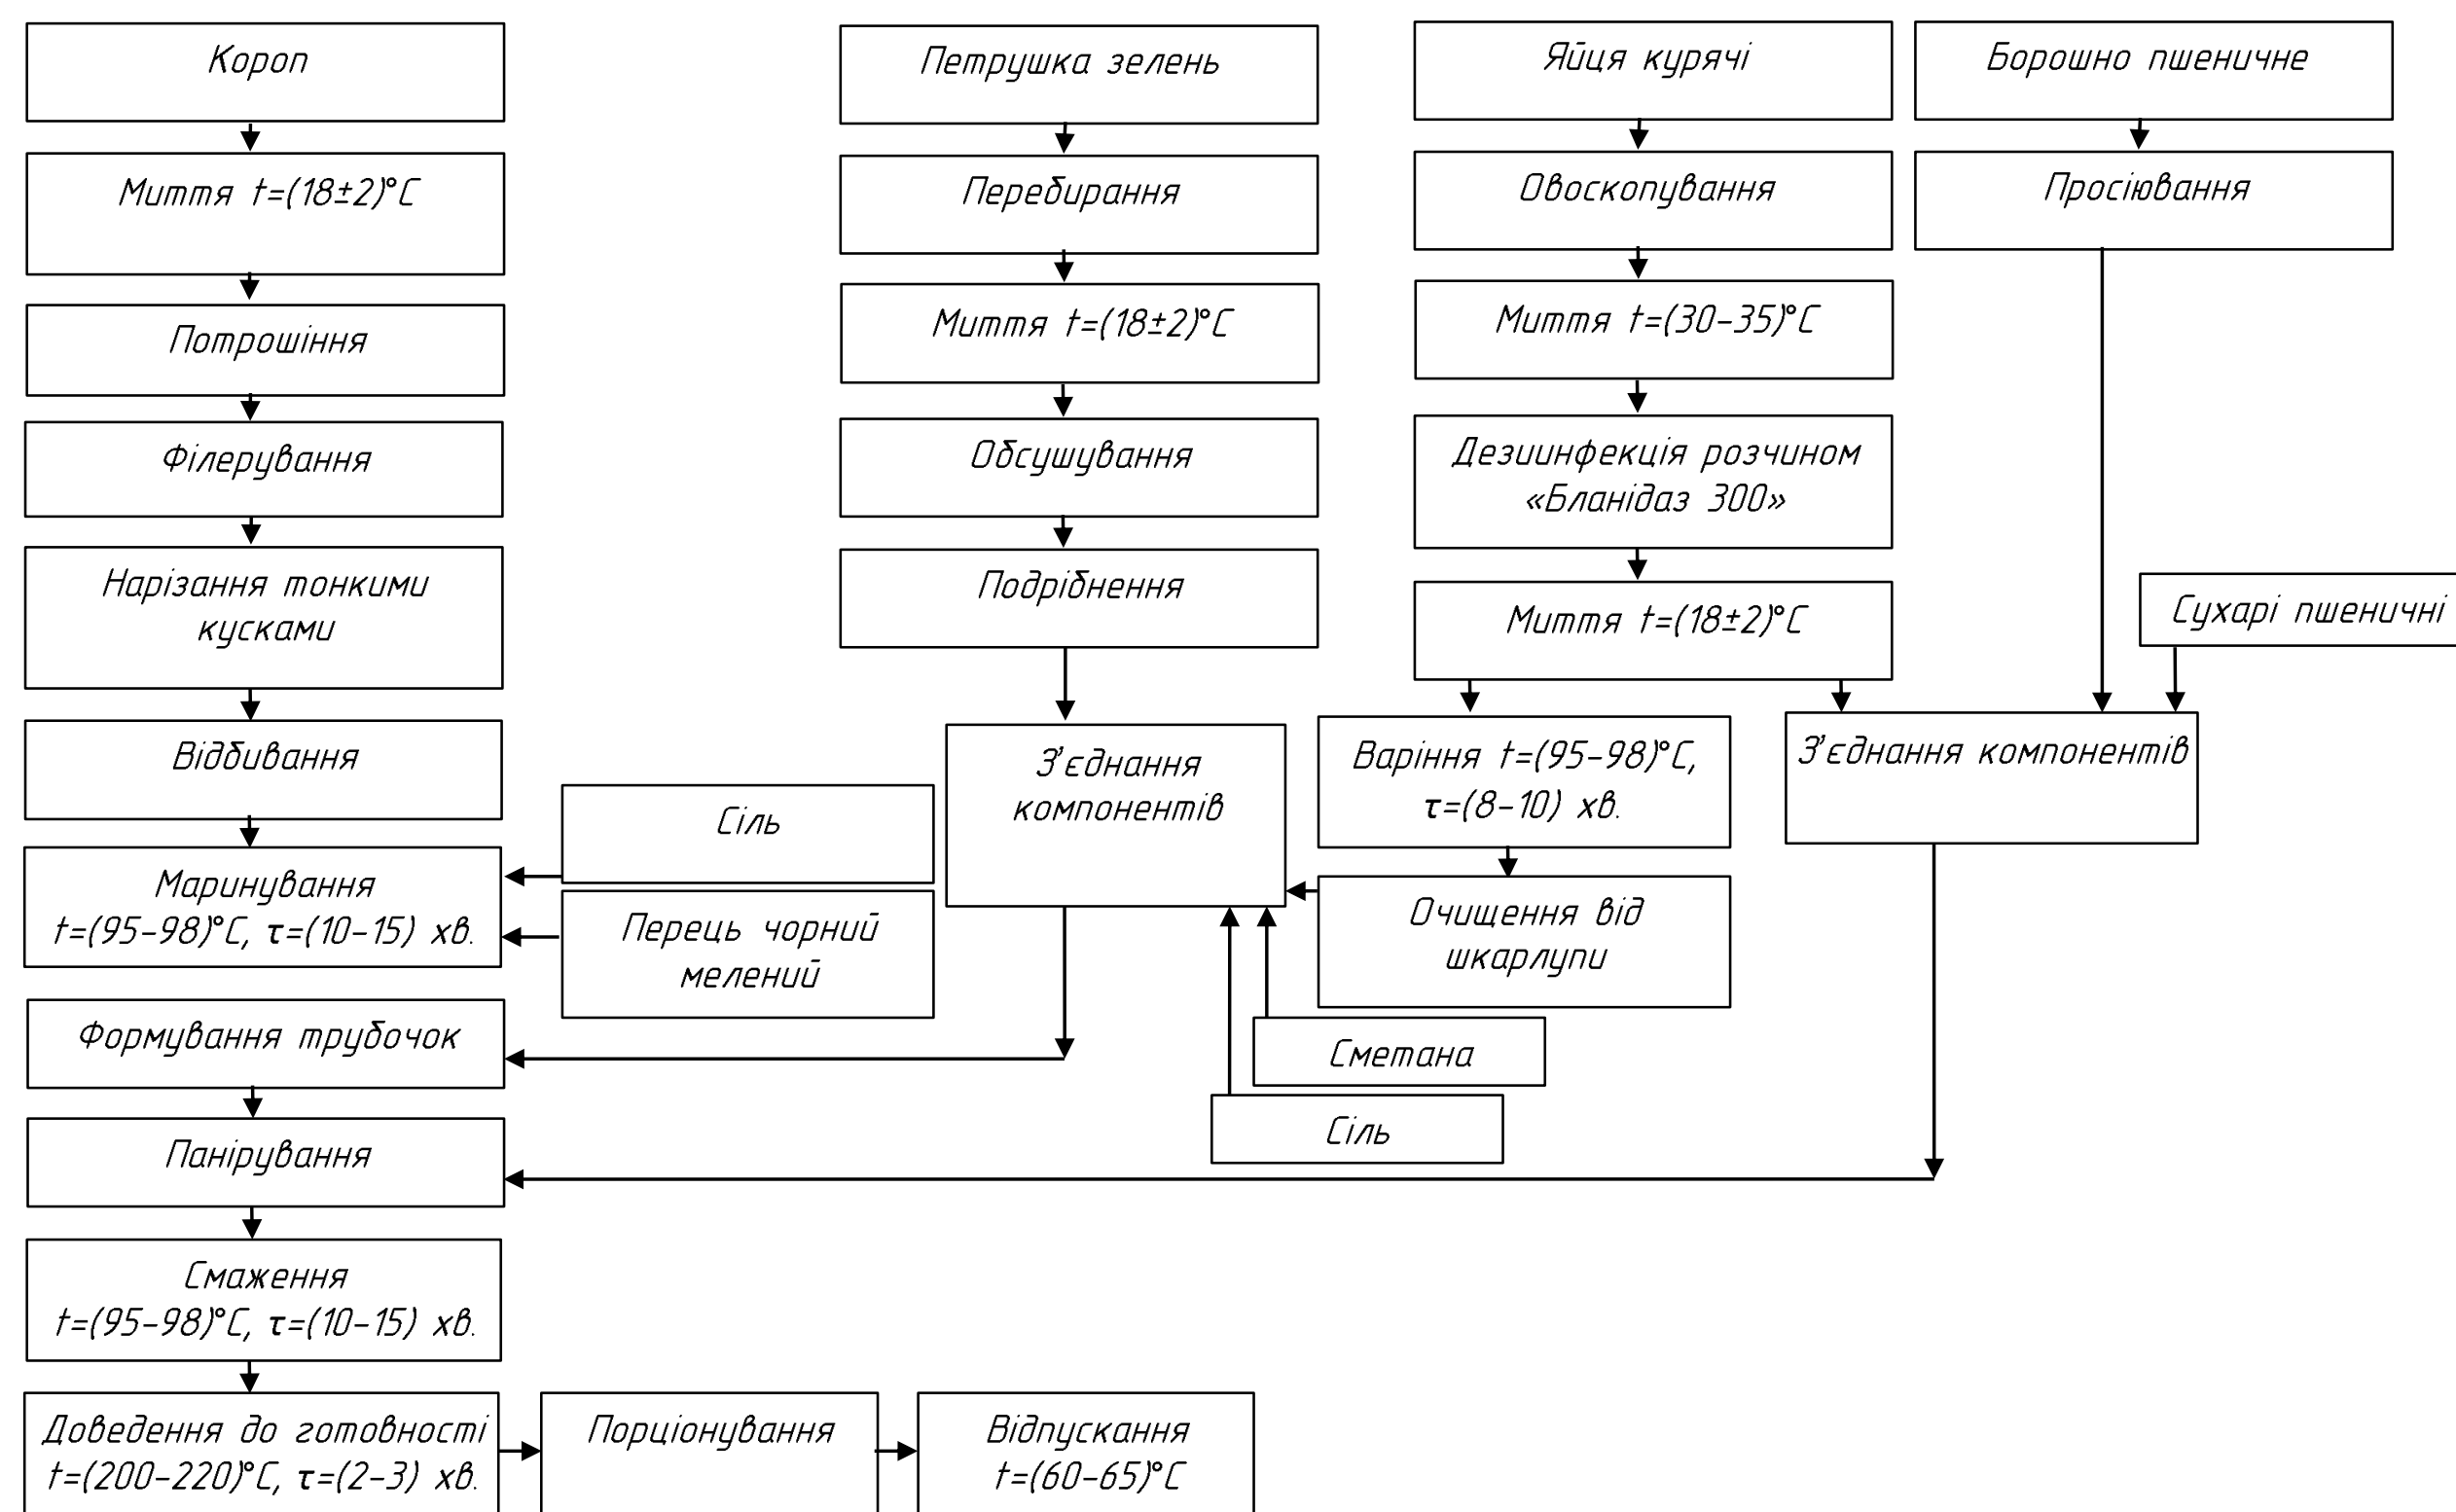 Короп
Миття t=(18±2)°С
Потрошіння
Філерування
Нарізання тонкими
кусками
Відбивання
Маринування
t=(95-98)°С, τ=(10-15) хв.
Сіль
Перець чорний
мелений
Формування трубочок
Панірування
Смаження
t=(95-98)°С, τ=(10-15) хв.
Доведення до готовності
t=(200-220)°С, τ=(2-3) хв.
Порціонування
Відпускання
t=(60-65)°С
Петрушка зелень
Перебирання
Миття t=(18±2)°С
Обсушування
Подрібнення
З'єднання
компонентів
Яйця курячі
Овоскопування
Миття t=(30-35)°С
Дезиинфекція розчином
«Бланідаз 300»
Миття t=(18±2)°С
Варіння t=(95-98)°С,
τ=(8-10) хв.
Очищення від
шкарлупи
Сметана
Сіль
Борошно пшеничне
Просіювання
Сухарі пшеничні
З'єднання компонентів